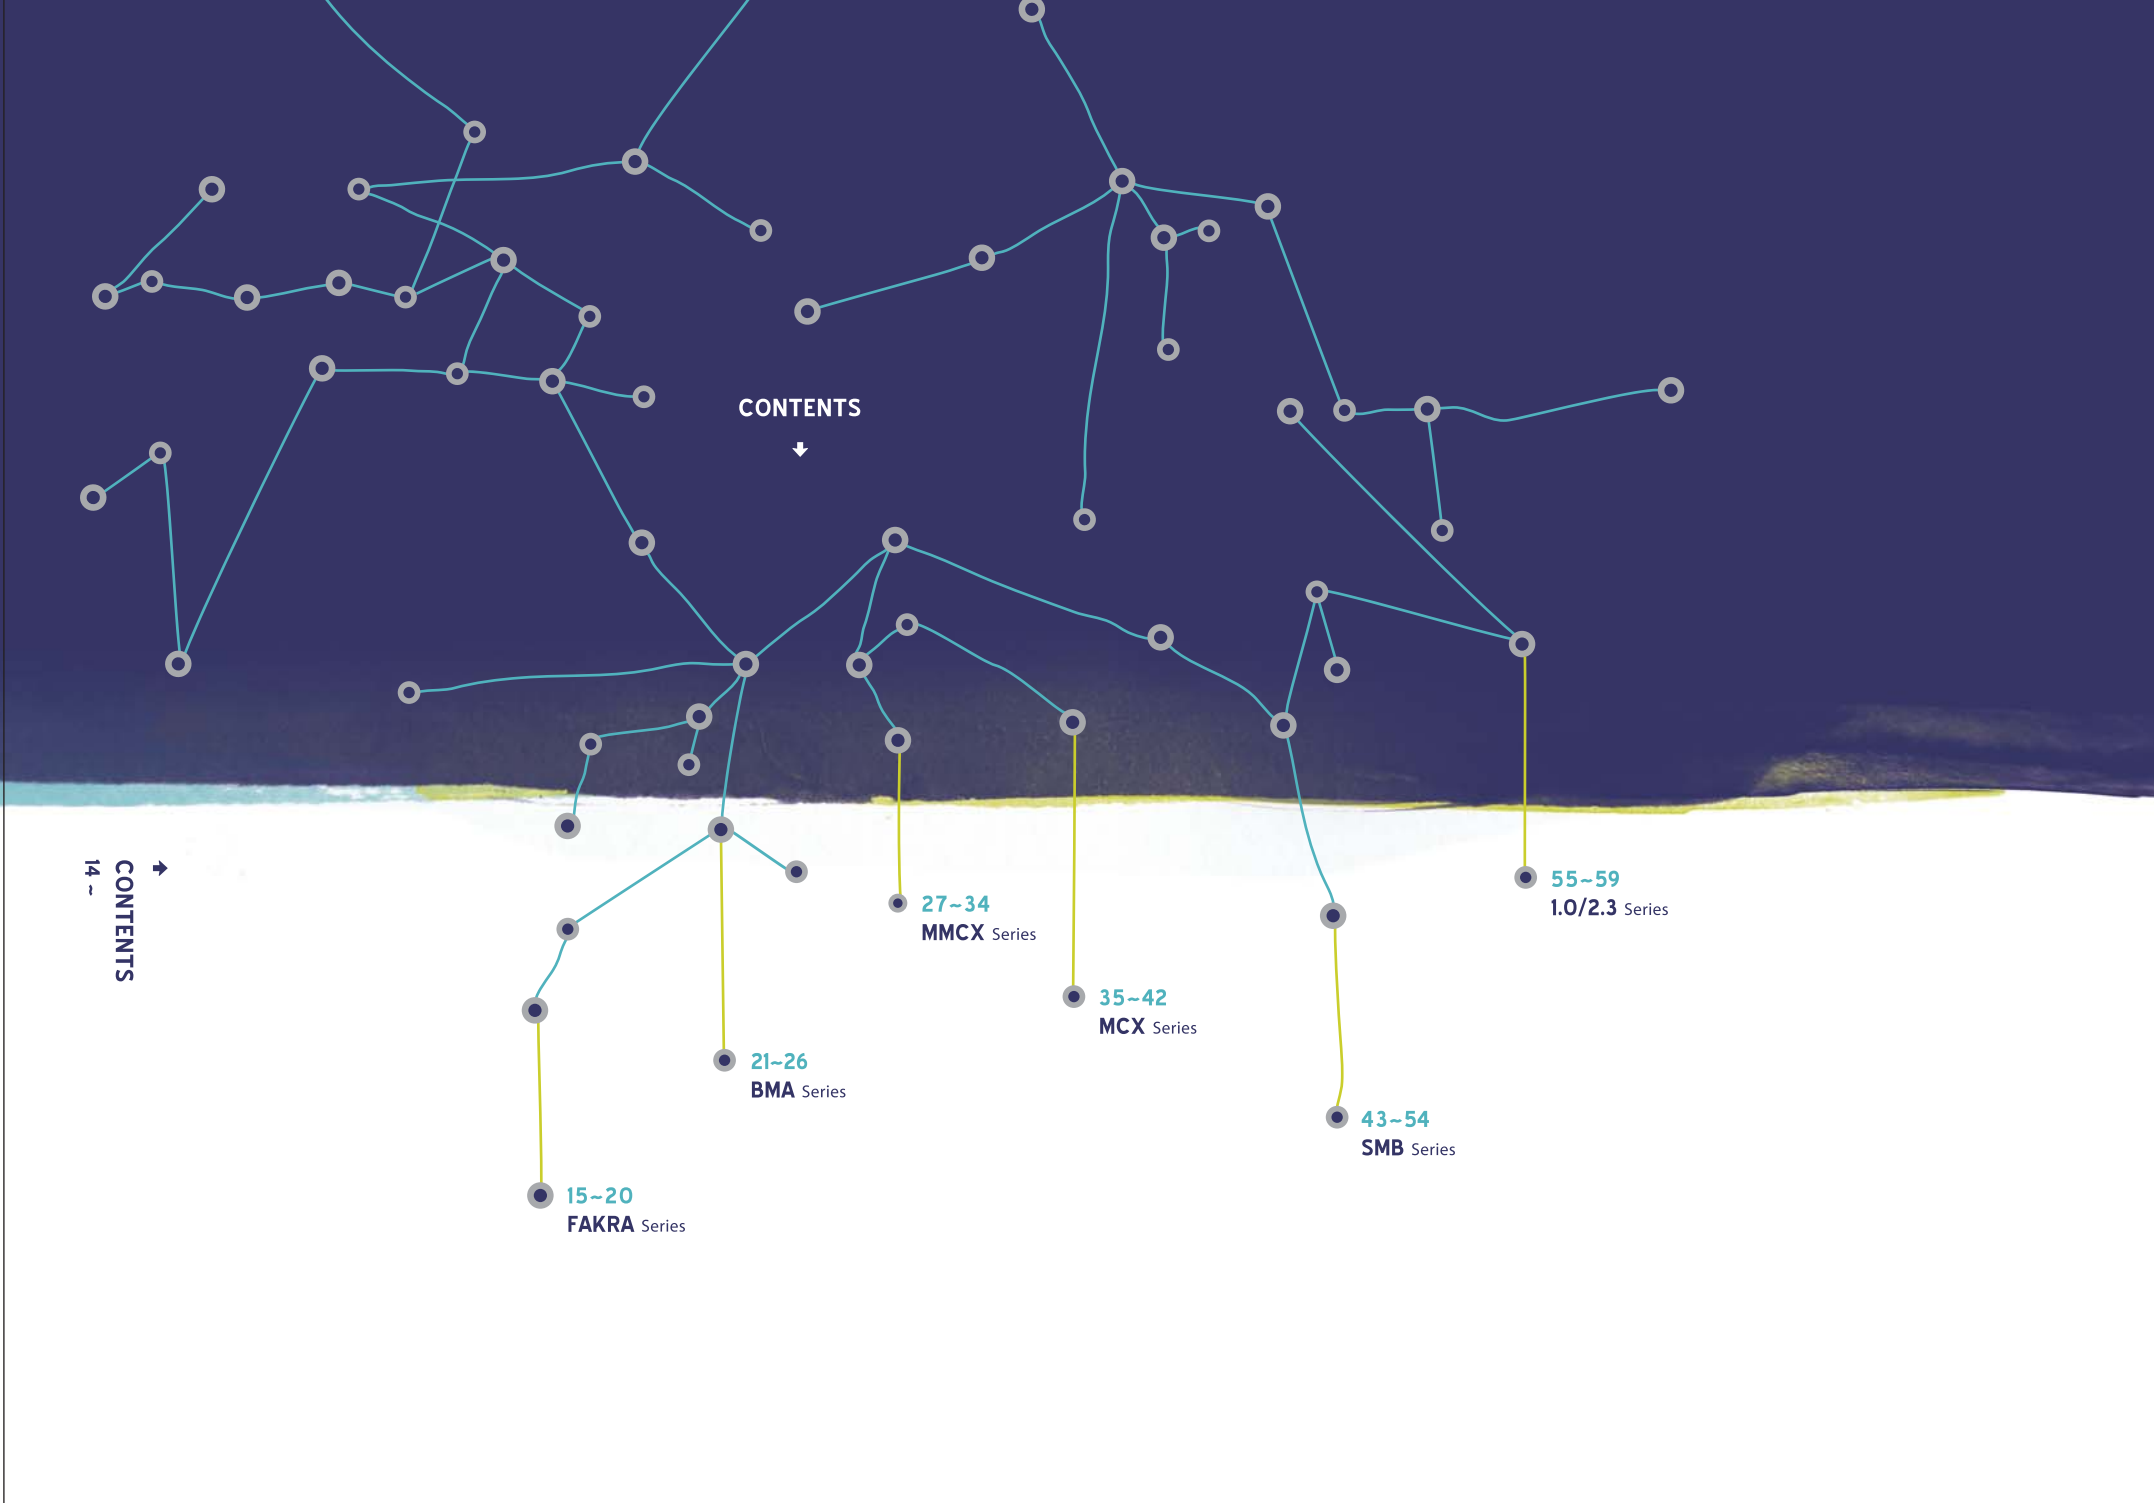 CONTENTS
CONTENTS
14 ~
55~59
1.0/2.3 Series
27~34
MMCX Series
35~42
MCX Series
21~26
BMA Series
43~54
SMB Series
15~20
FAKRA Series